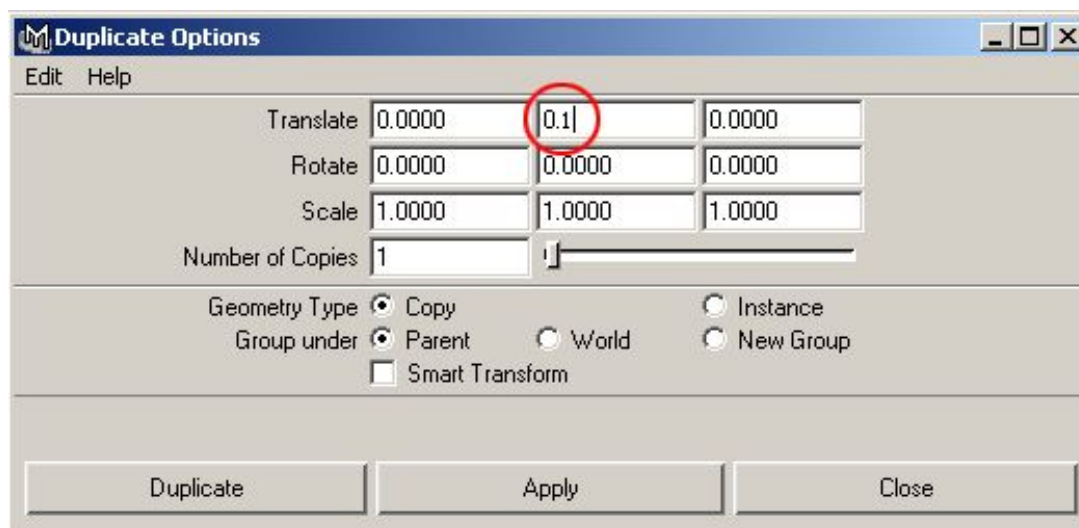 Duplicate Options
Edit Help
Translate 0.0000 0.1 0.0000
Rotate 0.0000 0.0000 0.0000
Scale 1.0000 1.0000 1.0000
Number of Copies 1
Geometry Type Copy Instance
Group under Parent World New Group
Smart Transform
Duplicate Apply Close